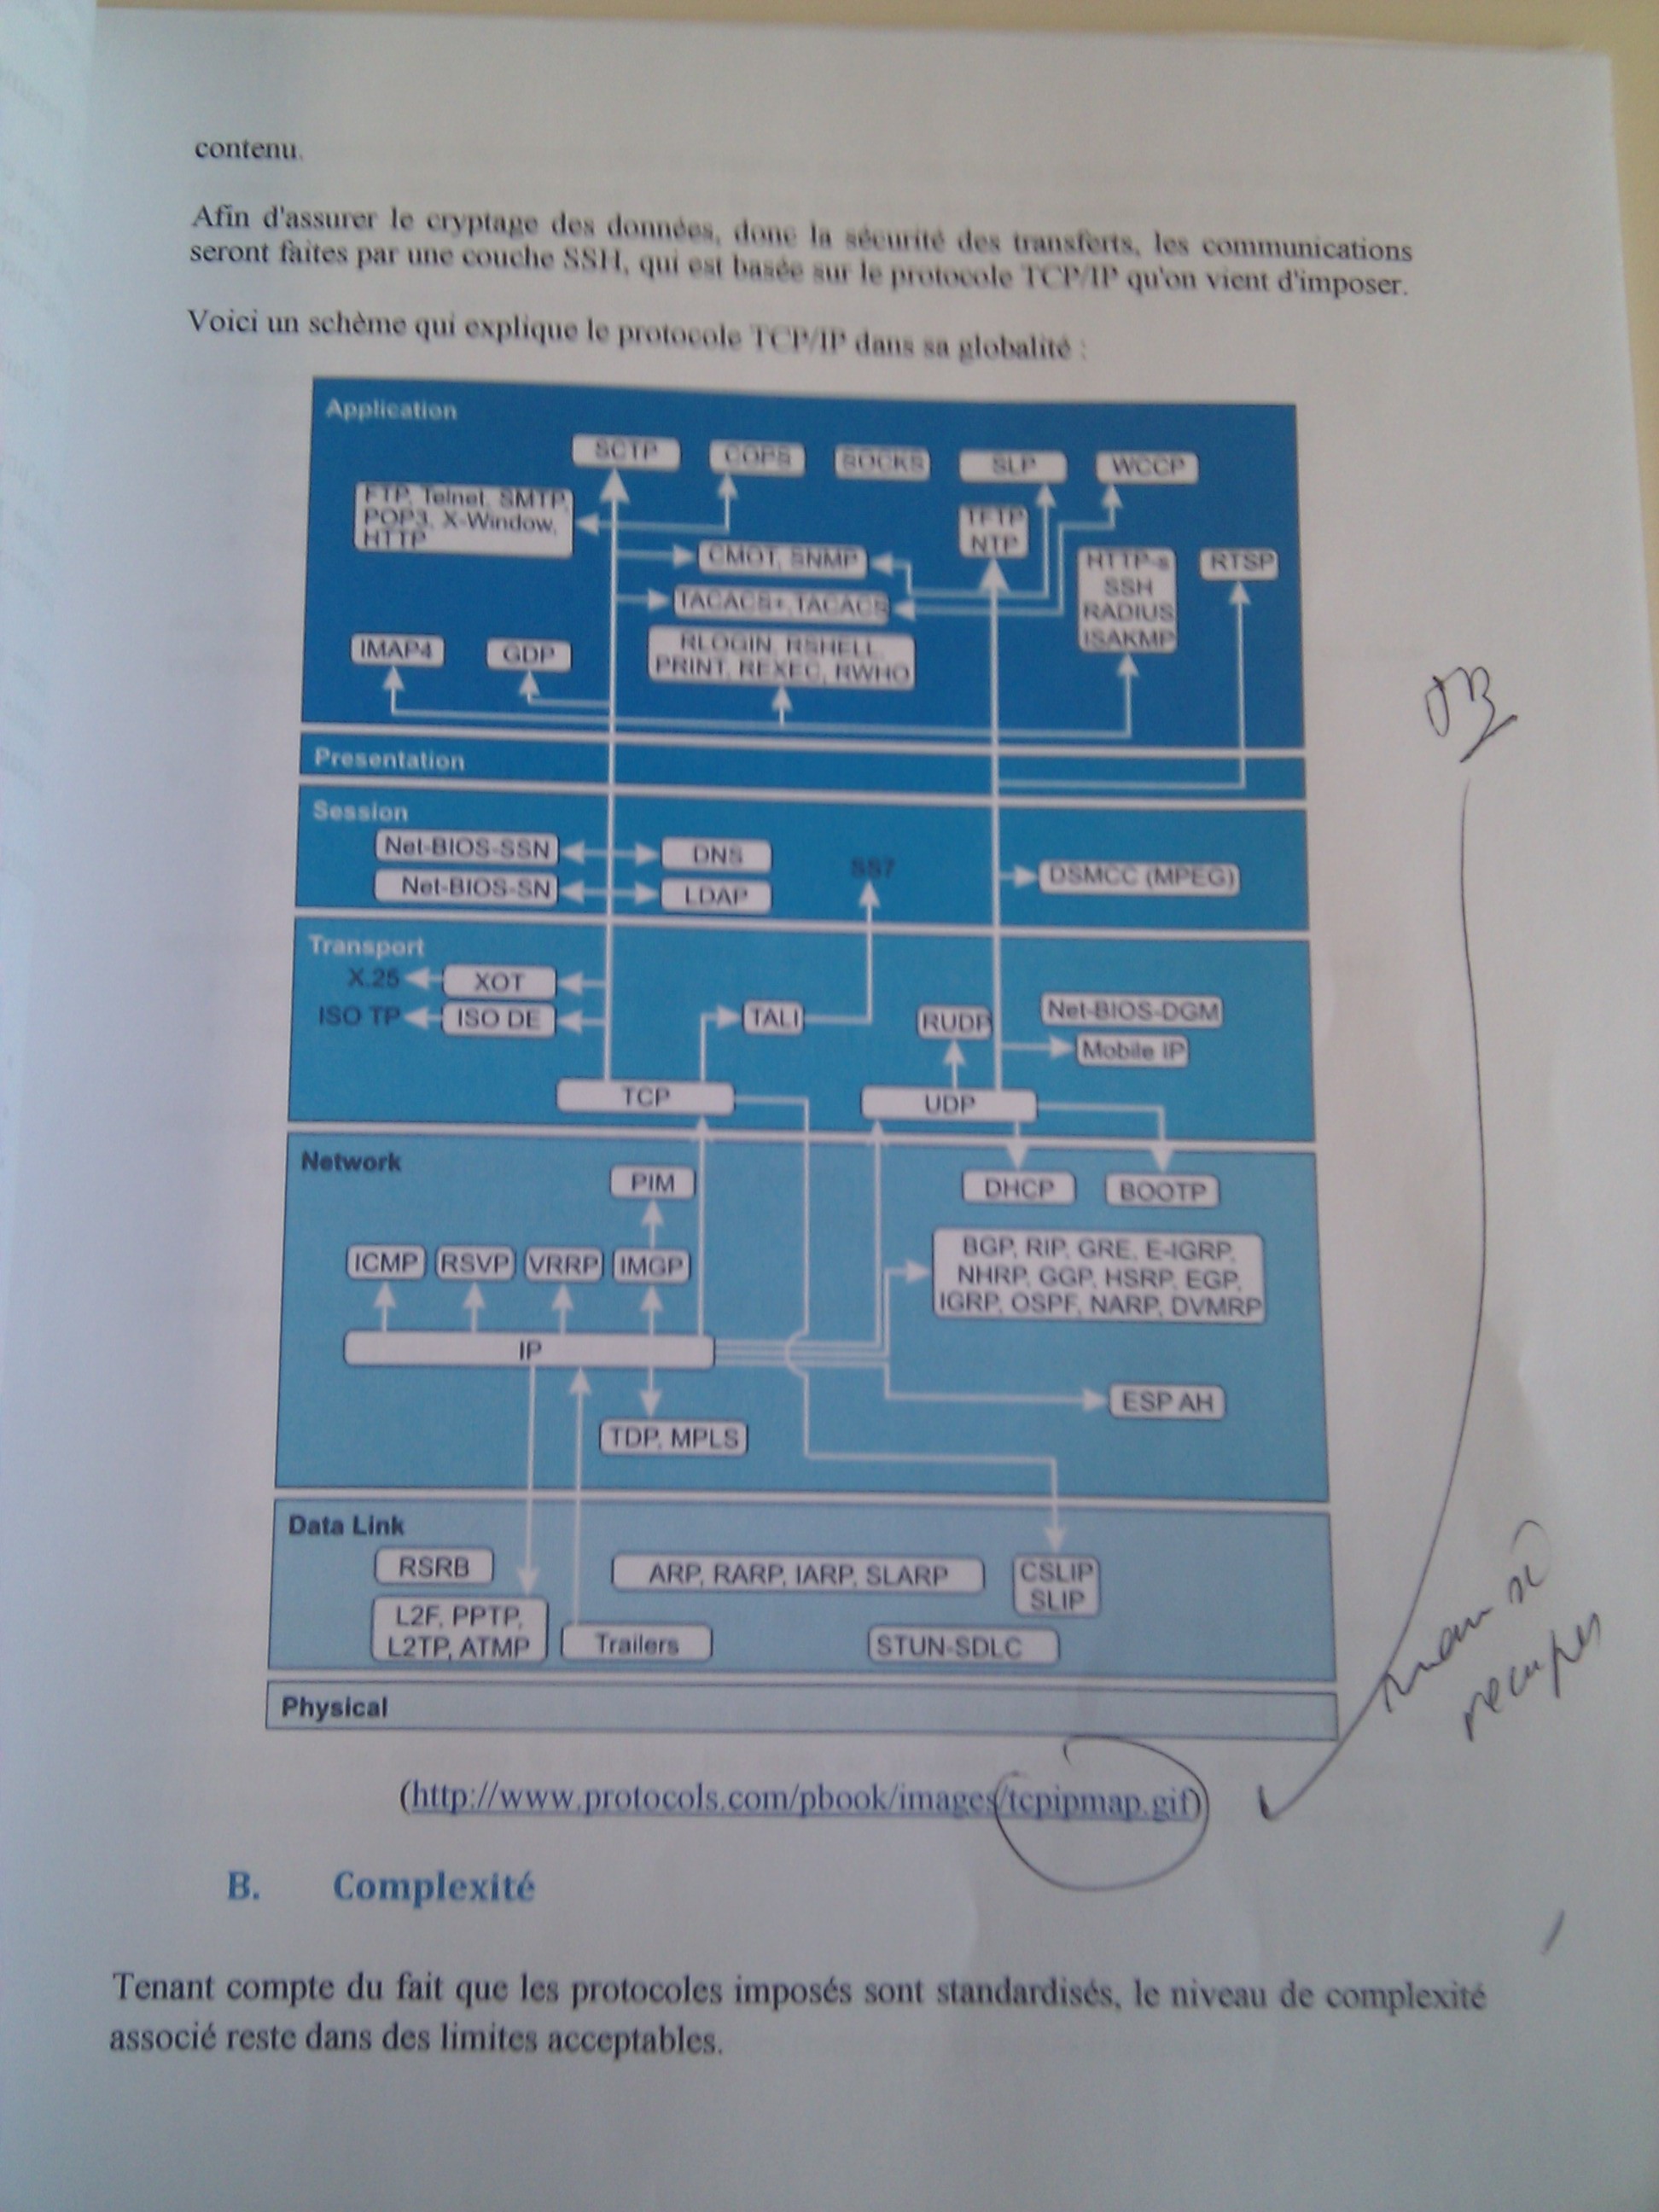 contenu.
Afin d'assurer le cryptage des données, donc la sécurité des transferts, les communications
seront faites par une couche SSH, qui est basée sur le protocole TCP/IP qu'on vient d'imposer.
Voici un schème qui explique le protocole TCP/IP dans sa globalité :
Application
SCTP
COPS
SOCKS
SLP
WCCP
FTP, Telnet, SMTP,
POP3, X-Window,
HTTP
TFTP
NTP
CMOT, SNMP
HTTP-s
SSH
RADIUS
ISAKMP
RTSP
TACACS+,TACACS
IMAP4
GDP
RLOGIN, RSHELL,
PRINT, REXEC, RWHO
Presentation
Session
Net-BIOS-SSN
DNS
SS7
DSMCC (MPEG)
Net-BIOS-SN
LDAP
Transport
X.25
XOT
ISO TP
ISO DE
TALI
RUDP
Net-BIOS-DGM
Mobile IP
TCP
UDP
Network
PIM
DHCP
BOOTP
ICMP
RSVP
VRRP
IMGP
BGP, RIP, GRE, E-IGRP,
NHRP, GGP, HSRP, EGP,
IGRP, OSPF, NARP, DVMRP
IP
ESP AH
TDP, MPLS
Data Link
RSRB
ARP, RARP, IARP, SLARP
CSLIP
SLIP
L2F, PPTP,
L2TP, ATMP
Trailers
STUN-SDLC
Physical
(http://www.protocols.com/pbook/images/tcpipmap.gif)
B. Complexité
Tenant compte du fait que les protocoles imposés sont standardisés, le niveau de complexité
associé reste dans des limites acceptables.